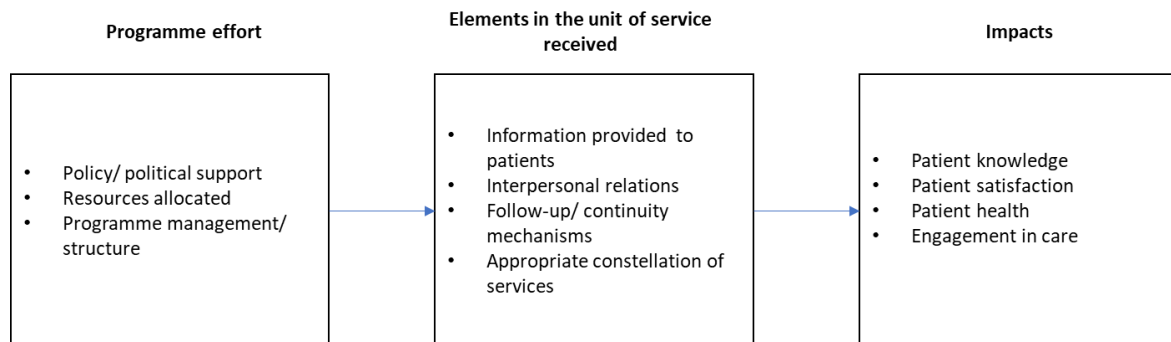 Programme effort
Elements in the unit of service
received
Impacts
• Policy/ political support
• Resources allocated
• Programme management/
structure
• Information provided to
patients
• Interpersonal relations
• Follow-up/ continuity
mechanisms
• Appropriate constellation of
services
• Patient knowledge
• Patient satisfaction
• Patient health
• Engagement in care